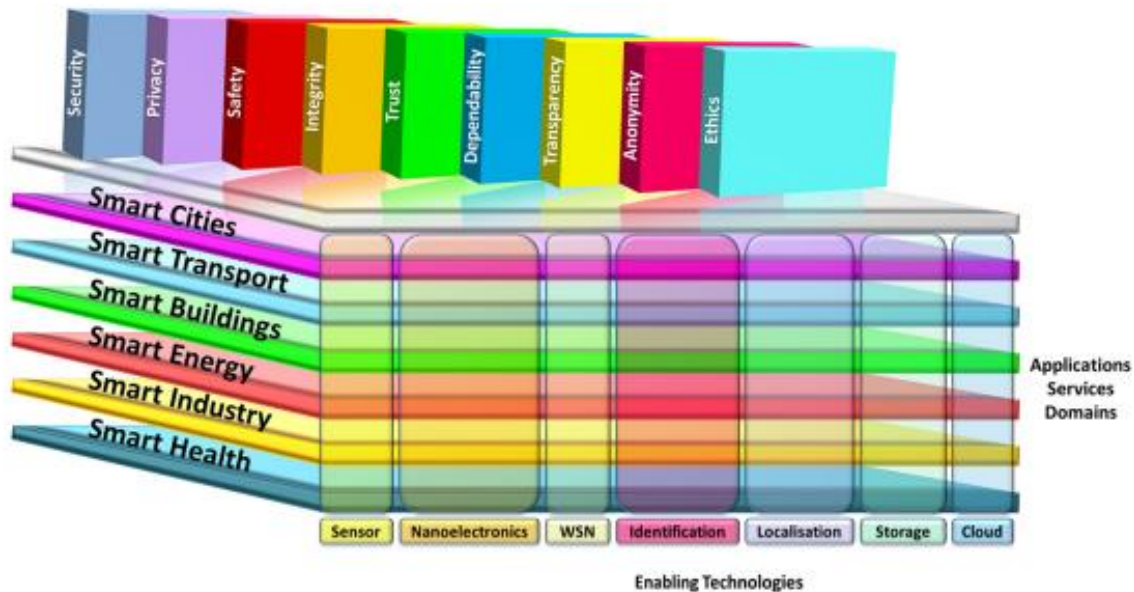 Security
Privacy
Safety
Integrity
Trust
Dependability
Transparency
Anonymity
Ethics
Smart Cities
Smart Transport
Smart Buildings
Smart Energy
Smart Industry
Smart Health
Applications
Services
Domains
Sensor
Nanoelectronics
WSN
Identification
Localisation
Storage
Cloud
Enabling Technologies